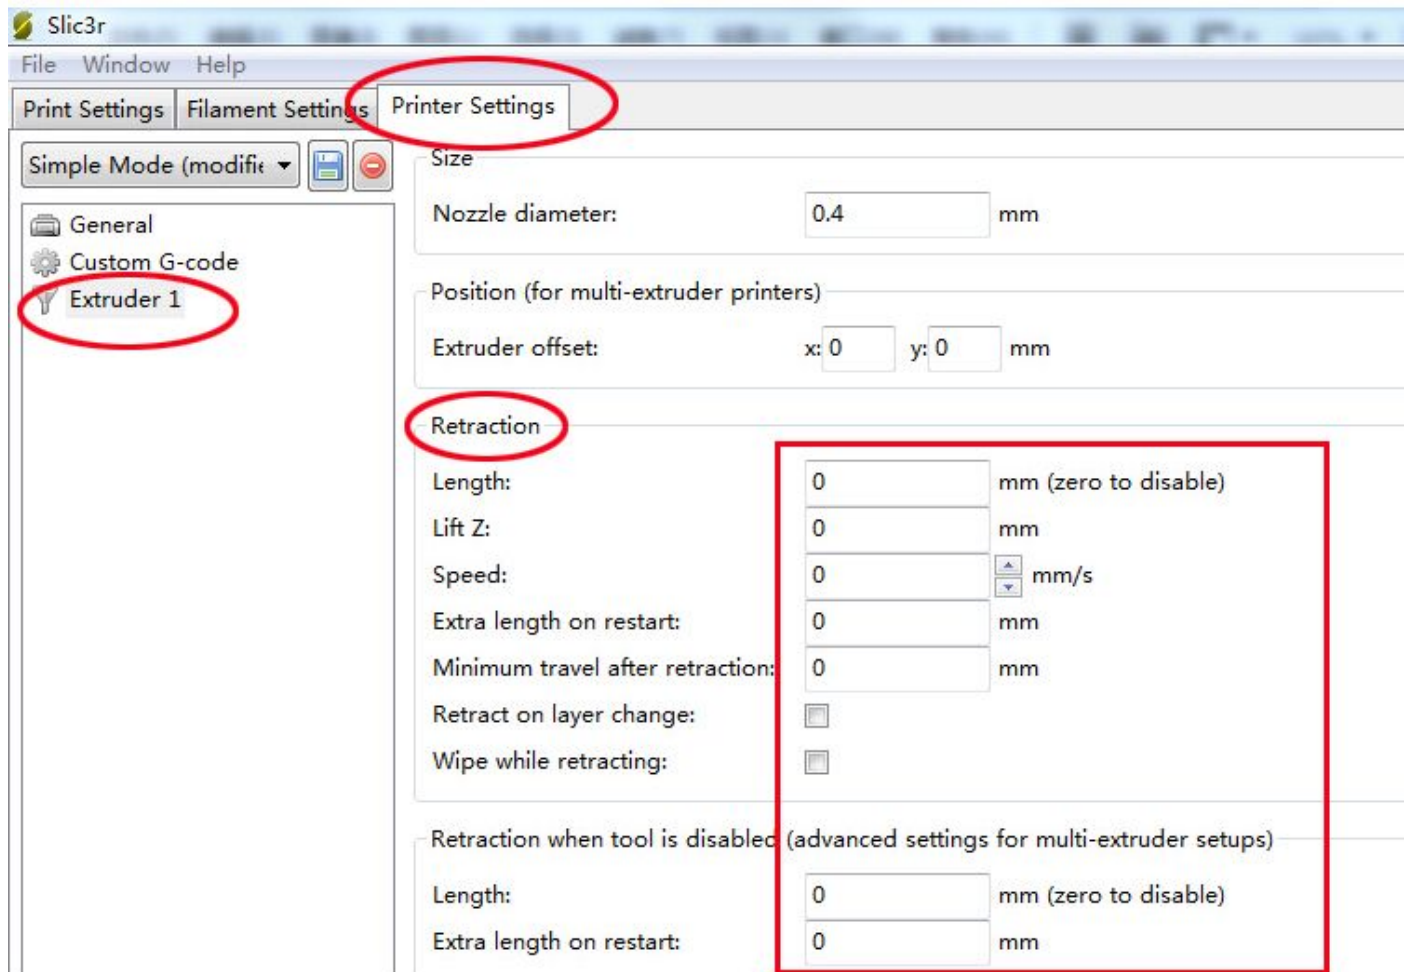 Slic3r
File Window Help
Print Settings Filament Settings Printer Settings
Simple Mode (modifie
General
Custom G-code
Extruder 1
Size
Nozzle diameter: 0.4 mm
Position (for multi-extruder printers)
Extruder offset: x: 0 y: 0 mm
Retraction
Length: 0 mm (zero to disable)
Lift Z: 0 mm
Speed: 0 mm/s
Extra length on restart: 0 mm
Minimum travel after retraction: 0 mm
Retract on layer change:
Wipe while retracting:
Retraction when tool is disabled (advanced settings for multi-extruder setups)
Length: 0 mm (zero to disable)
Extra length on restart: 0 mm